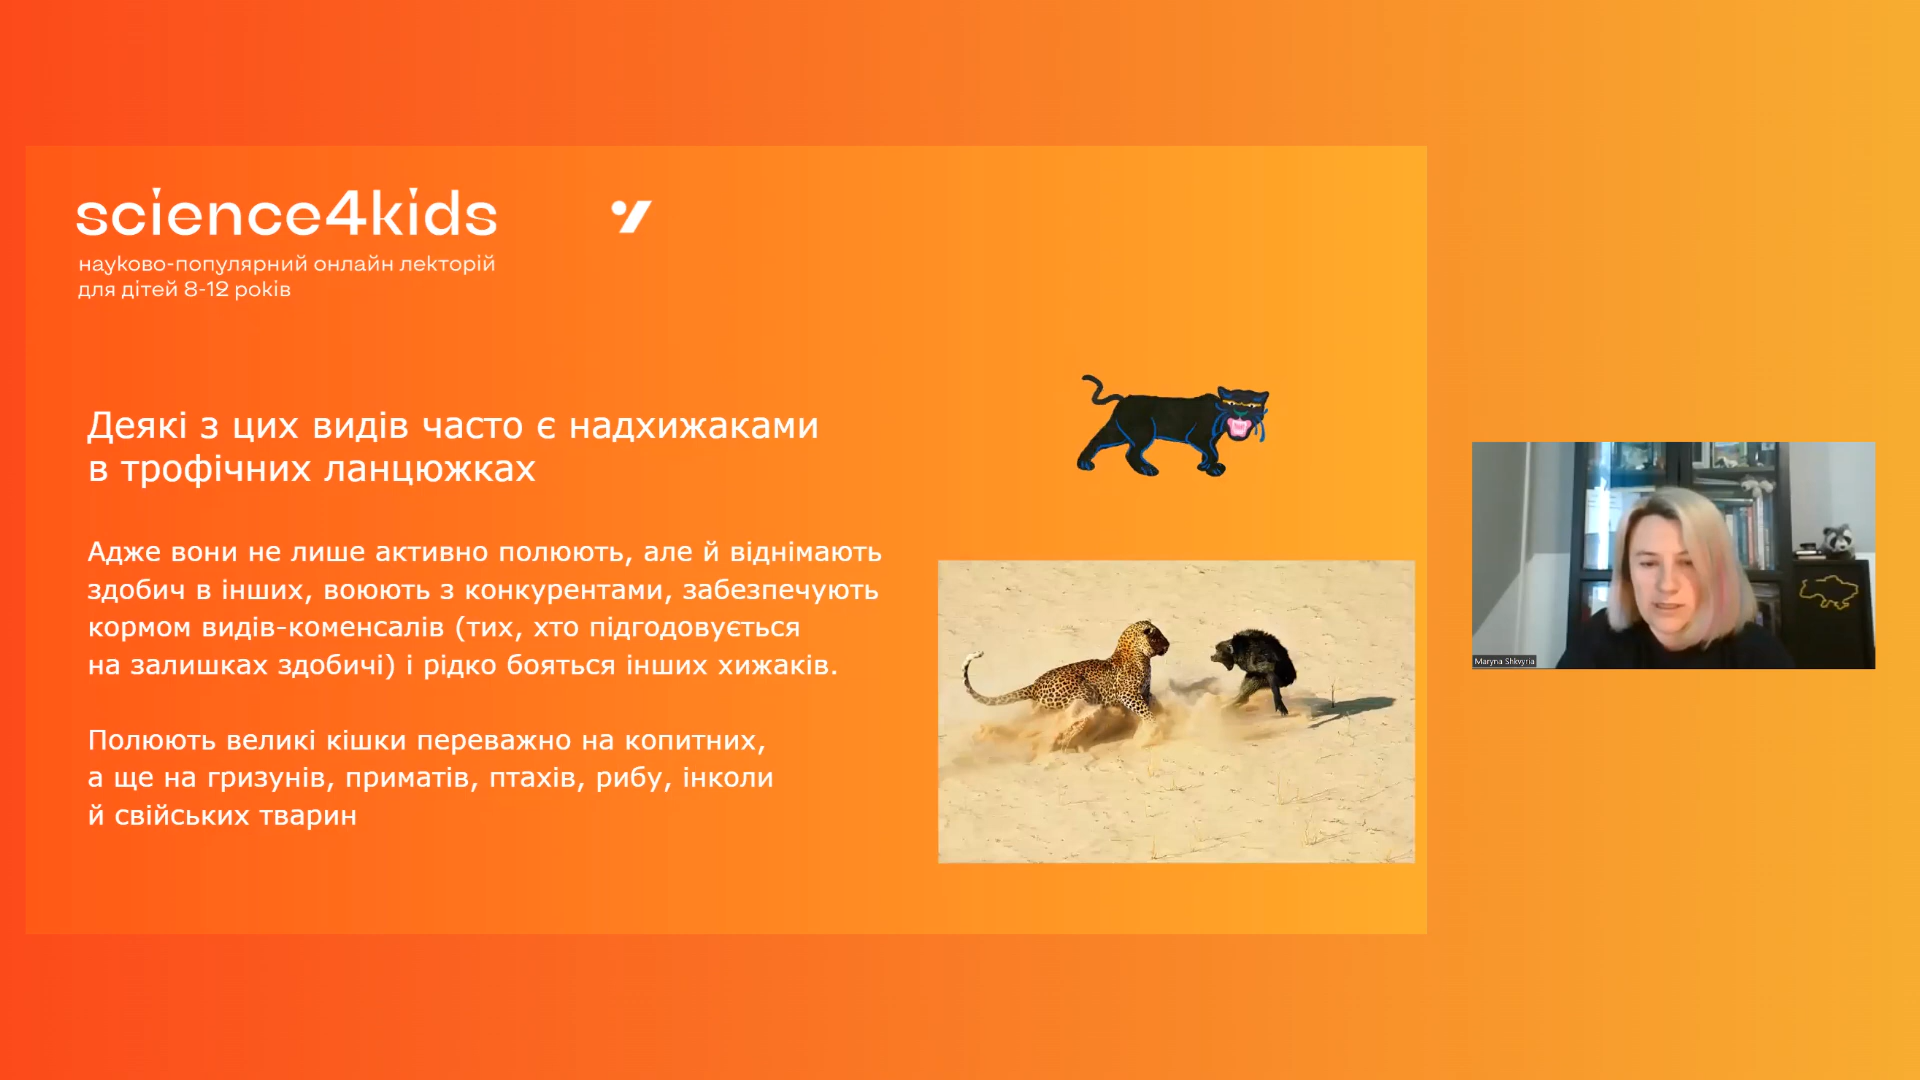 science4kids
науково-популярний онлайн лекторій
для дітей 8-12 років
Деякі з цих видів часто є надхижаками
в трофічних ланцюжках
Адже вони не лише активно полюють, але й віднімають
здобич в інших, воюють з конкурентами, забезпечують
кормом видів-коменсалів (тих, хто підгодовується
на залишках здобичі) і рідко бояться інших хижаків.
Полюють великі кішки переважно на копитних,
а ще на гризунів, приматів, птахів, рибу, інколи
й свійських тварин
Maryna Shkvyria